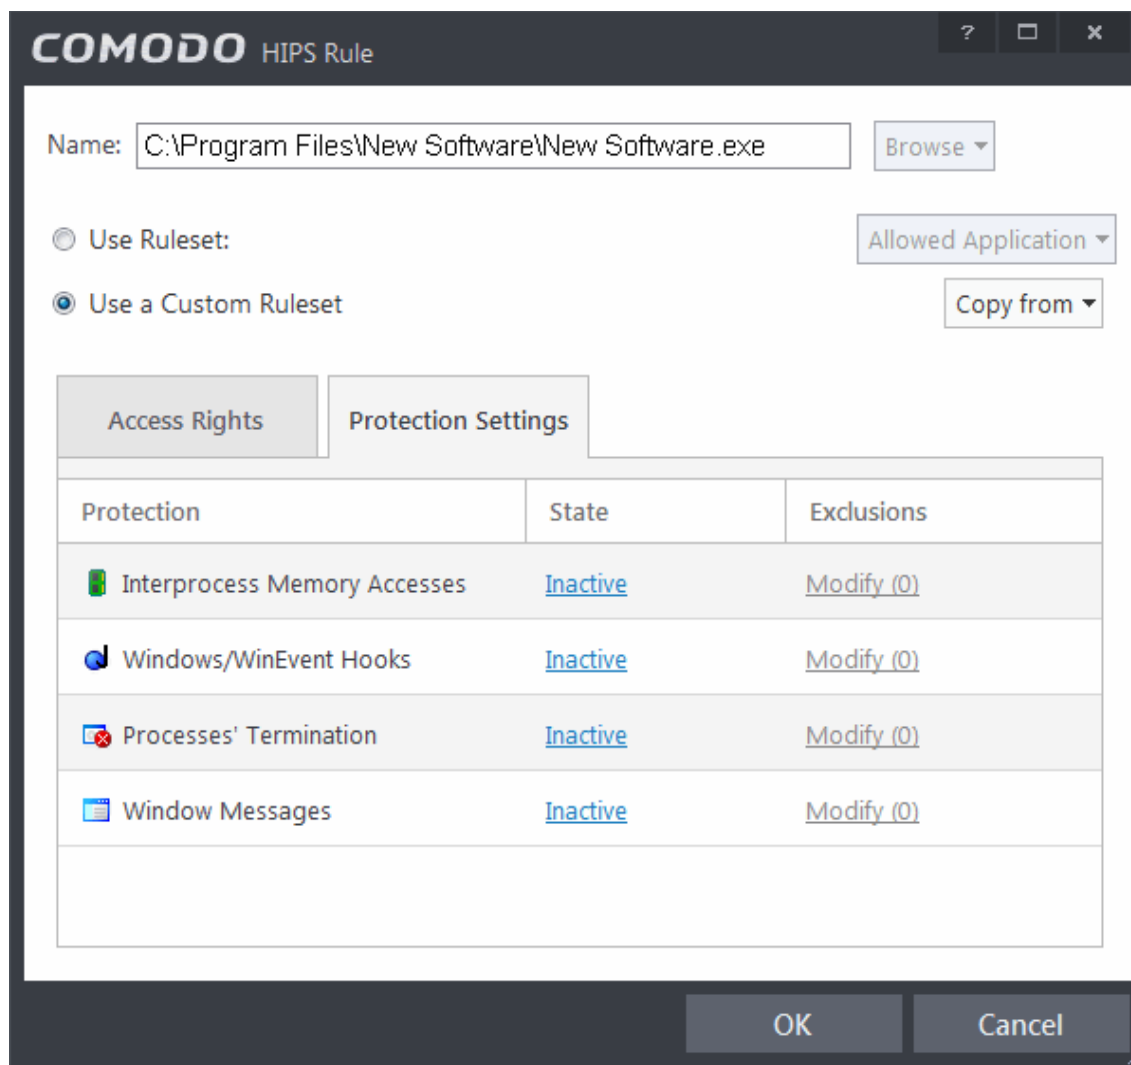 COMODO HIPS Rule ?
Name: C:\Program Files\New Software\New Software.exe Browse
Use Ruleset: Allowed Application
Use a Custom Ruleset Copy from
Access Rights Protection Settings
Protection State Exclusions
Interprocess Memory Accesses Inactive Modify (0)
Windows/WinEvent Hooks Inactive Modify (0)
Processes' Termination Inactive Modify (0)
Window Messages Inactive Modify (0)
OK Cancel